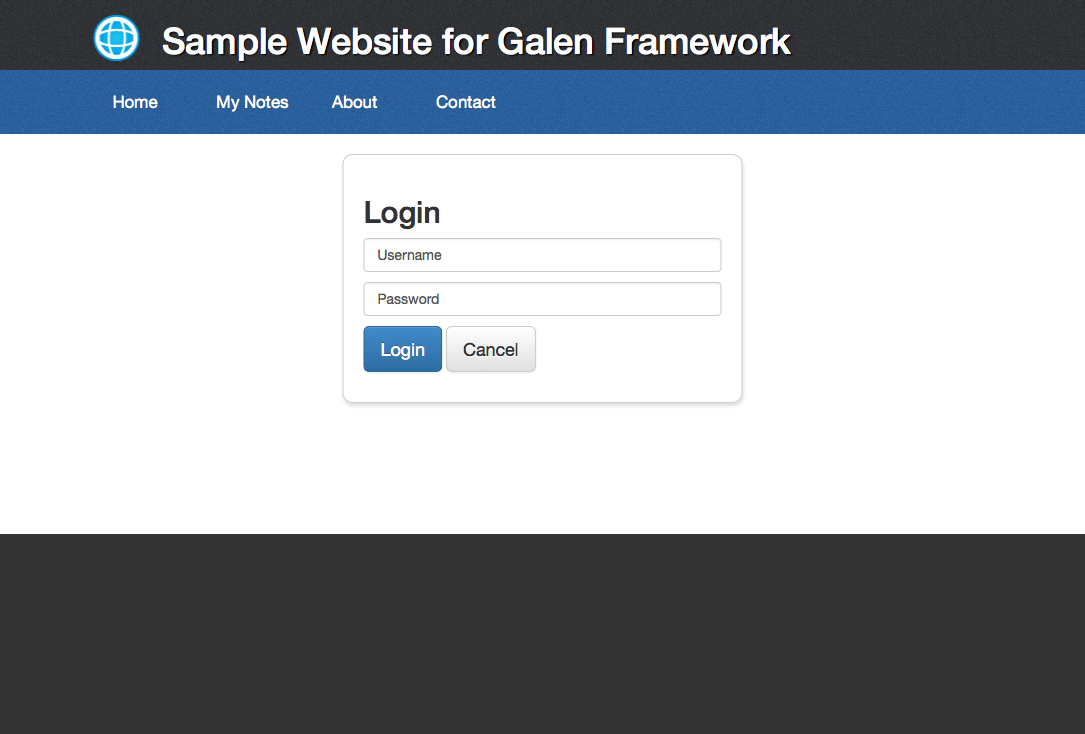 Sample Website for Galen Framework
Home My Notes About Contact
Login
Username
Password
Login Cancel